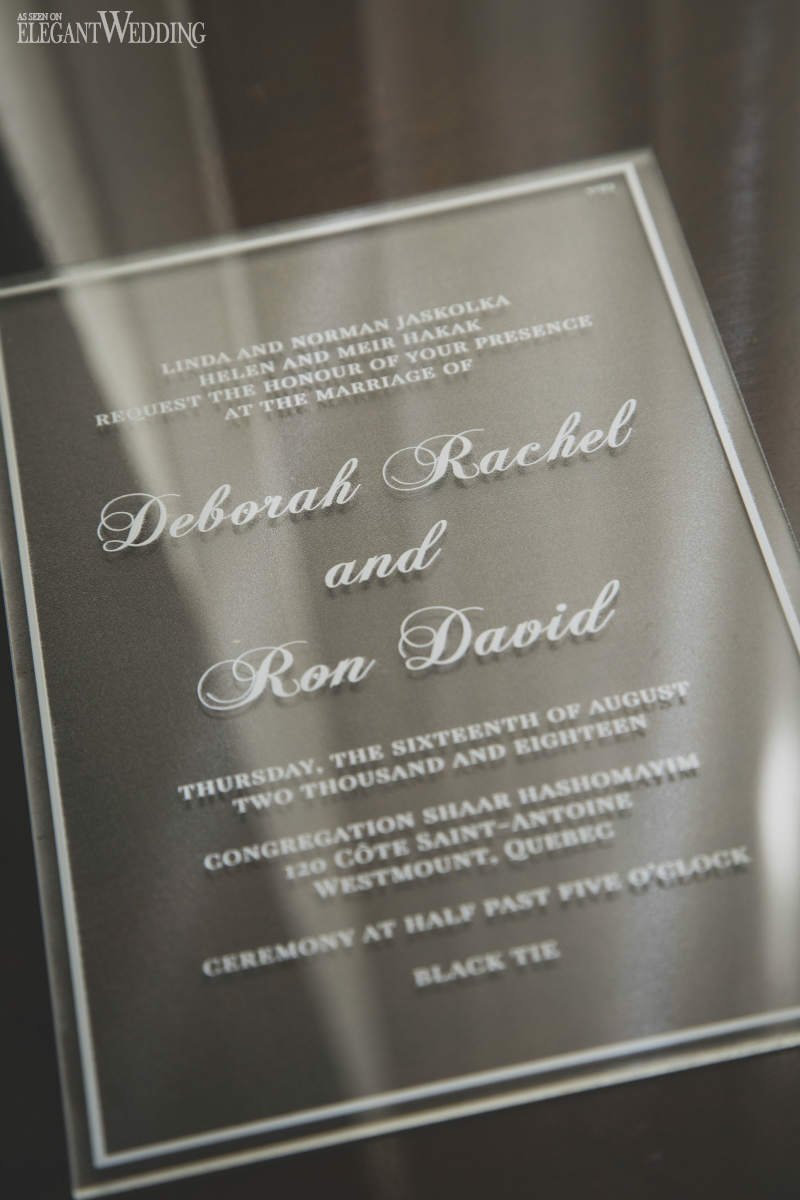 AS SEEN ON
ELEGANTWEDDING
LINDA AND NORMAN JASKOLKA
HELEN AND MEIR HAKAK
REQUEST THE HONOUR OF YOUR PRESENCE
AT THE MARRIAGE OF
Deborah Rachel
and
Ron David
THURSDAY, THE SIXTEENTH OF AUGUST
TWO THOUSAND AND EIGHTEEN
CONGREGATION SHAAR HASHOMAYIM
120 CÔTE SAINT-ANTOINE
WESTMOUNT, QUEBEC
CEREMONY AT HALF PAST FIVE O'CLOCK
BLACK TIE